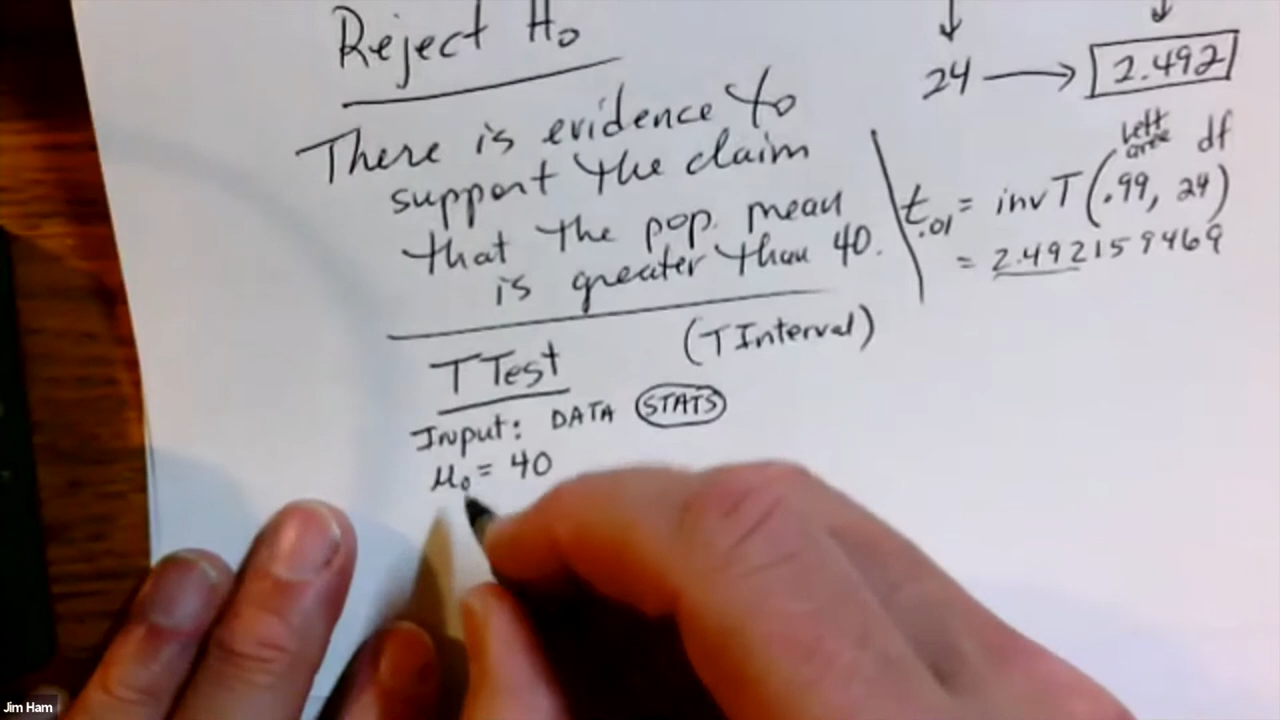 Reject H₀
There is evidence to
support the claim
that the pop. mean
is greater than 40.
24 → 2.492
Left
area df
t.01 = invT(.99, 24)
= 2.492159469
TTest (TInterval)
Input: DATA STATS
μ₀ = 40
Jim Ham